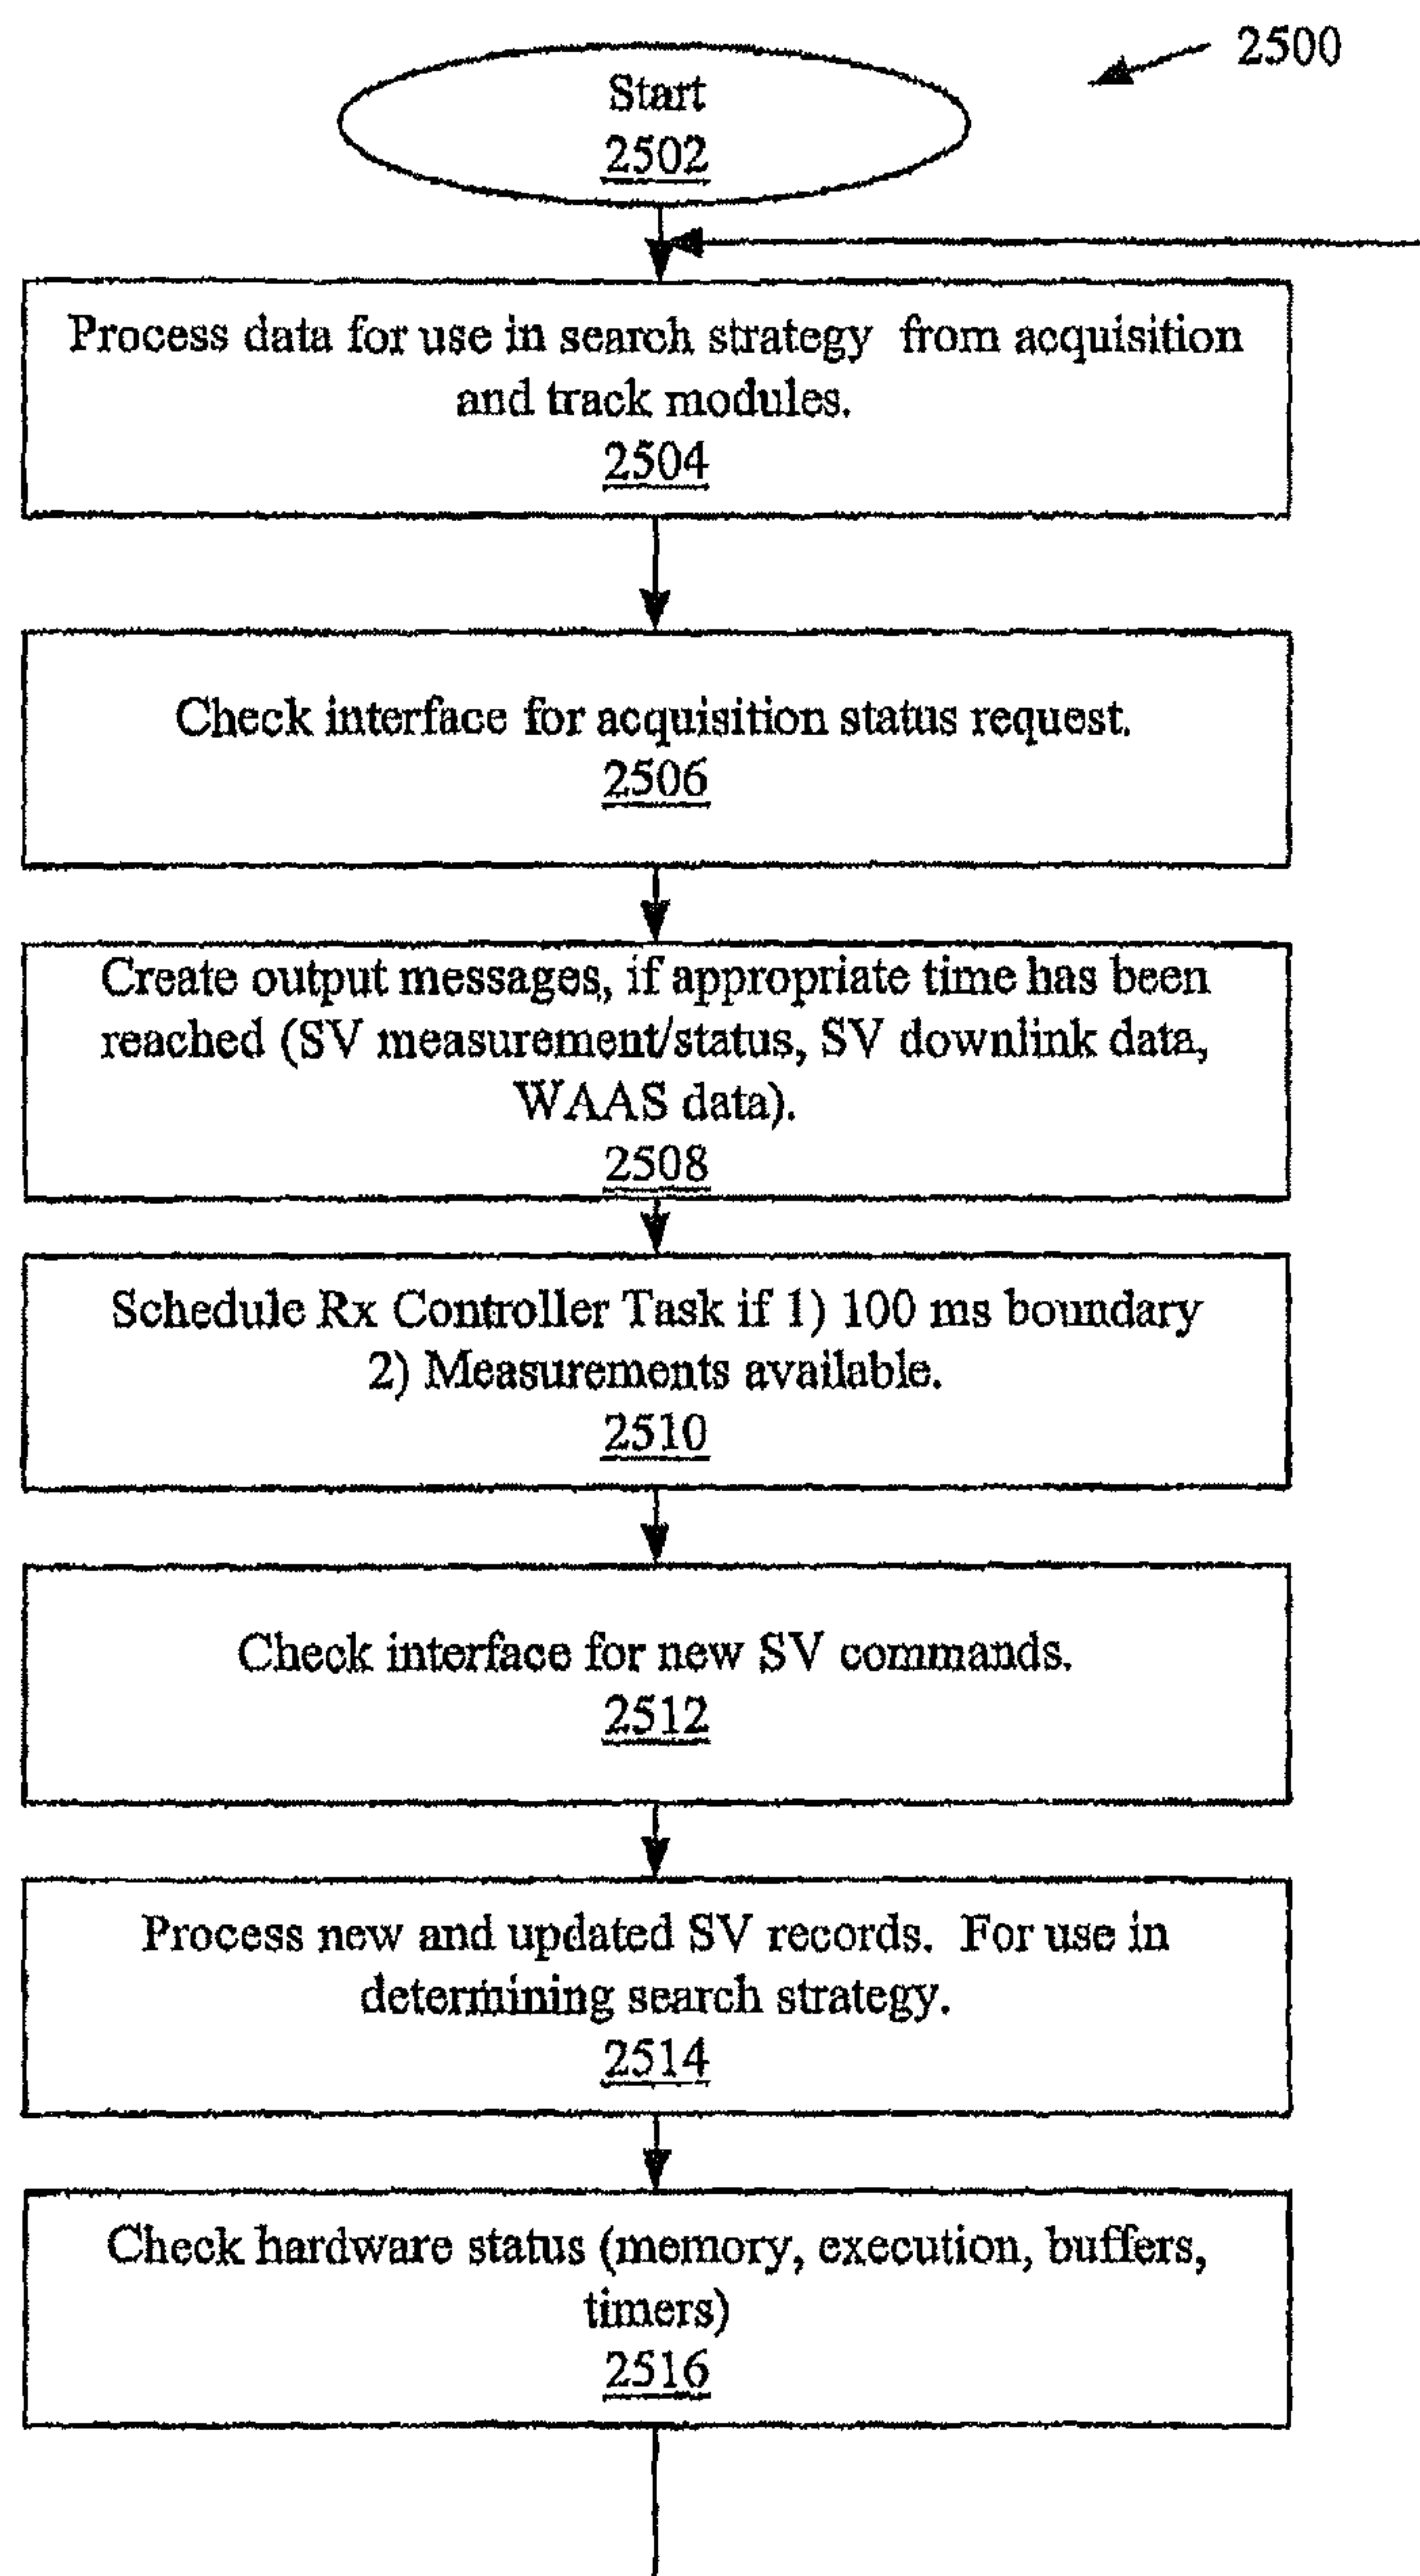 2500
Start
2502
Process data for use in search strategy from acquisition
and track modules.
2504
Check interface for acquisition status request.
2506
Create output messages, if appropriate time has been
reached (SV measurement/status, SV downlink data,
WAAS data).
2508
Schedule Rx Controller Task if 1) 100 ms boundary
2) Measurements available.
2510
Check interface for new SV commands.
2512
Process new and updated SV records. For use in
determining search strategy.
2514
Check hardware status (memory, execution, buffers,
timers)
2516